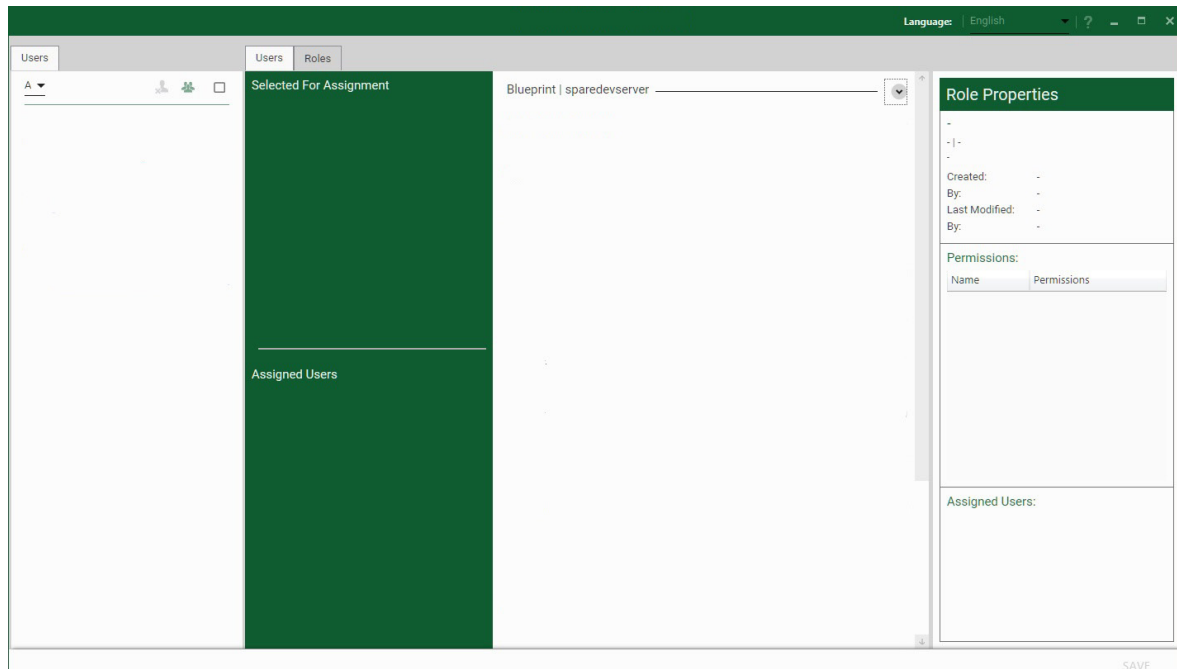 Language: English ?
Users
Users Roles
A
Selected For Assignment
Assigned Users
Blueprint | sparedevserver
Role Properties
-
- | -
-
Created: -
By: -
Last Modified: -
By: -
Permissions:
Name Permissions
Assigned Users:
SAVE